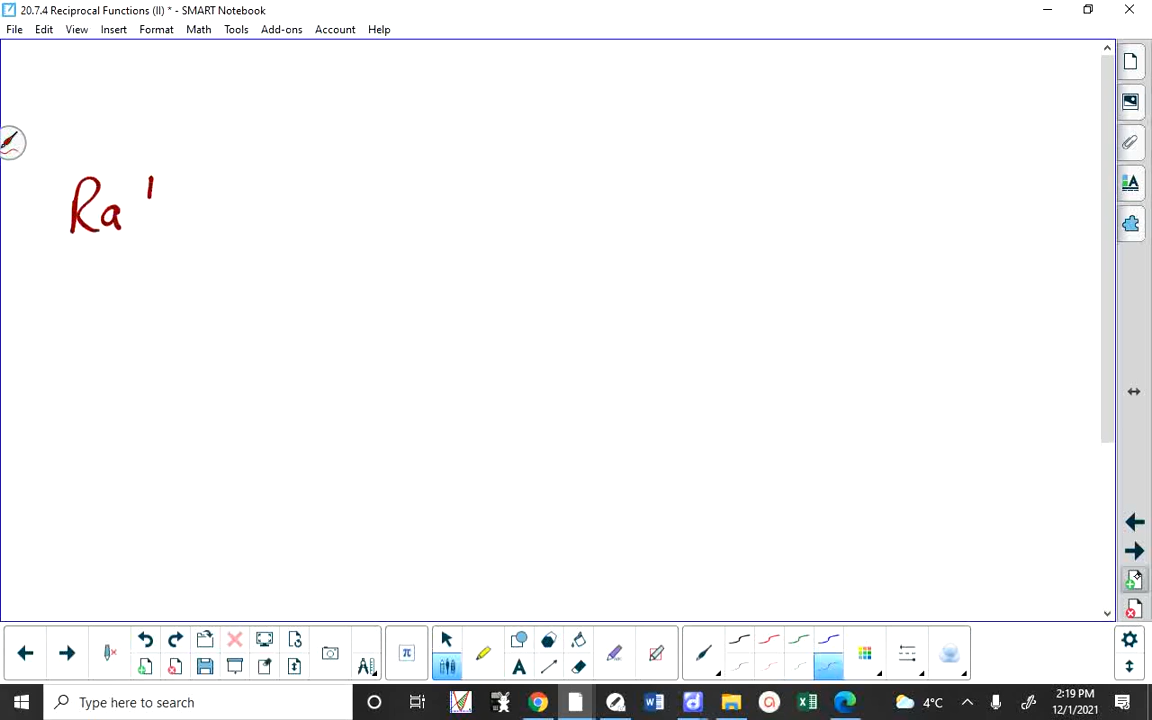 20.7.4 Reciprocal Functions (II) * - SMART Notebook
File Edit View Insert Format Math Tools Add-ons Account Help
Ra '
Type here to search
4°C
2:19 PM
12/1/2021